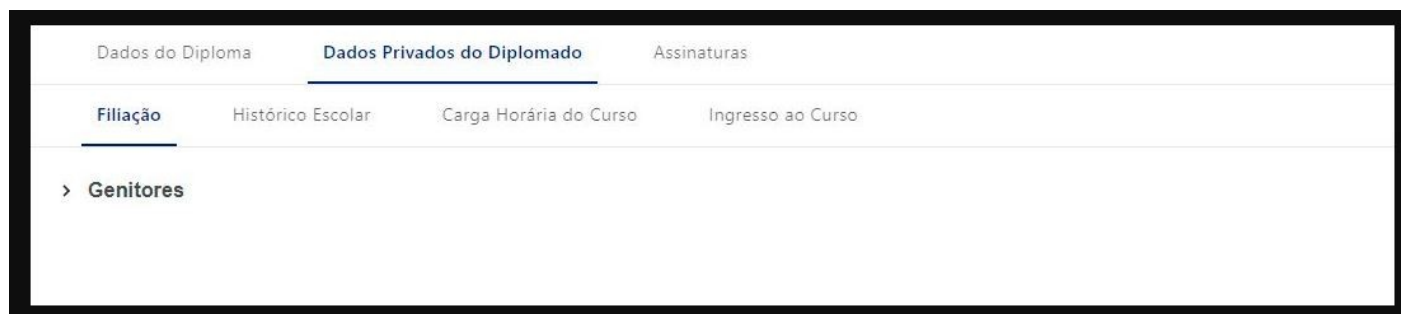 Dados do Diploma Dados Privados do Diplomado Assinaturas
Filiação Histórico Escolar Carga Horária do Curso Ingresso ao Curso
> Genitores